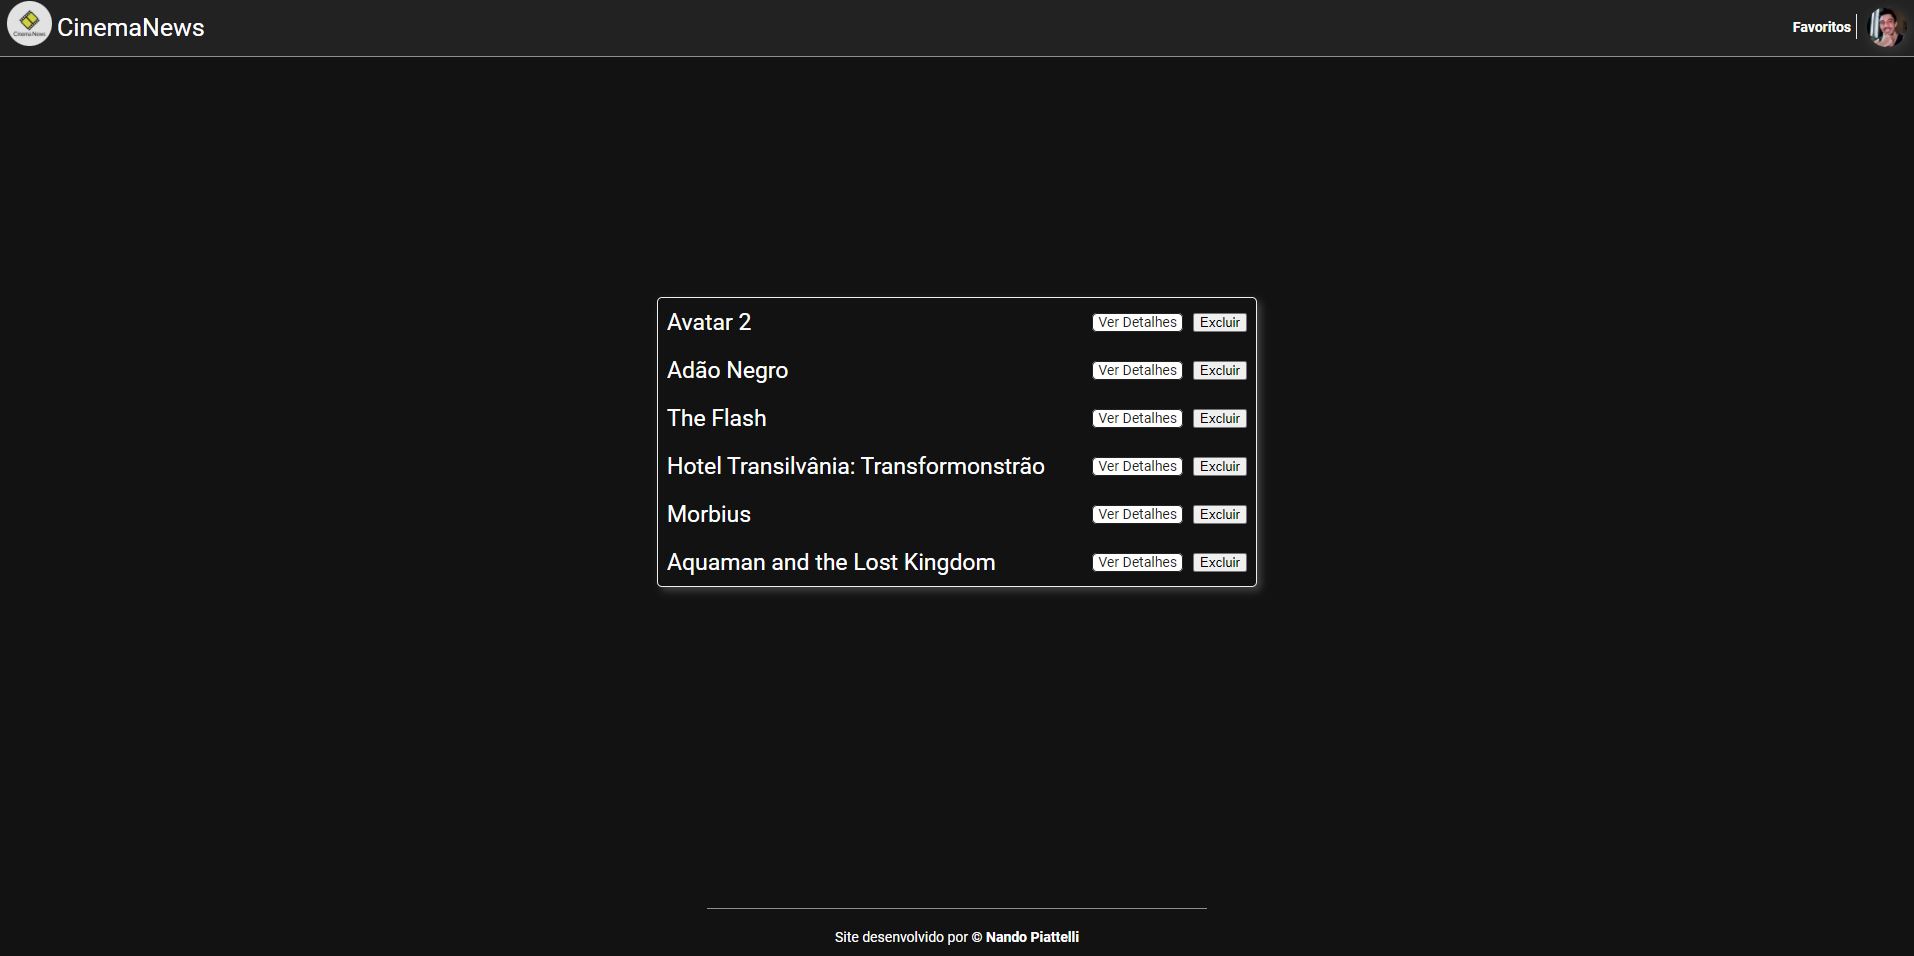 CinemaNews
CinemaNews
Favoritos
Avatar 2 Ver Detalhes Excluir
Adão Negro Ver Detalhes Excluir
The Flash Ver Detalhes Excluir
Hotel Transilvânia: Transformonstrão Ver Detalhes Excluir
Morbius Ver Detalhes Excluir
Aquaman and the Lost Kingdom Ver Detalhes Excluir
Site desenvolvido por © Nando Piattelli